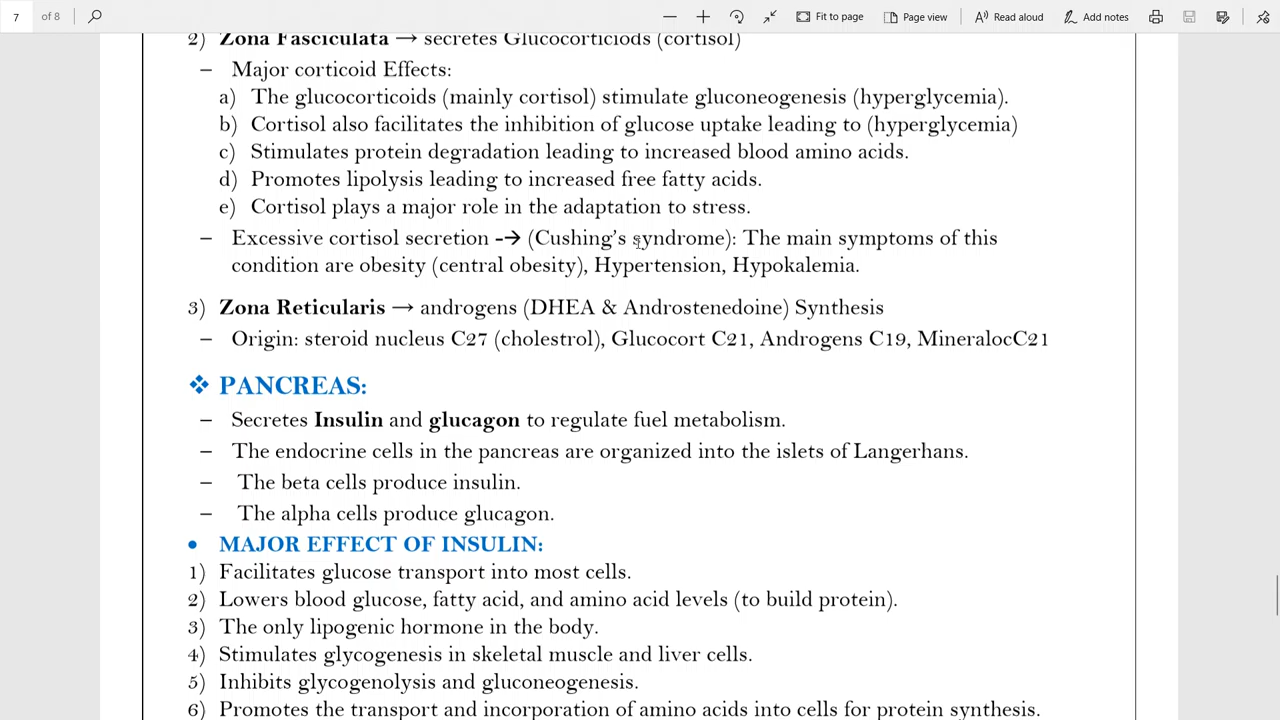 7 of 8 Fit to page Page view Read aloud Add notes
2) Zona Fasciculata → secretes Glucocorticiods (cortisol)
– Major corticoid Effects:
a) The glucocorticoids (mainly cortisol) stimulate gluconeogenesis (hyperglycemia).
b) Cortisol also facilitates the inhibition of glucose uptake leading to (hyperglycemia)
c) Stimulates protein degradation leading to increased blood amino acids.
d) Promotes lipolysis leading to increased free fatty acids.
e) Cortisol plays a major role in the adaptation to stress.
– Excessive cortisol secretion -→ (Cushing's syndrome): The main symptoms of this
condition are obesity (central obesity), Hypertension, Hypokalemia.
3) Zona Reticularis → androgens (DHEA & Androstenedoine) Synthesis
– Origin: steroid nucleus C27 (cholestrol), Glucocort C21, Androgens C19, MineralocC21
❖ PANCREAS:
– Secretes Insulin and glucagon to regulate fuel metabolism.
– The endocrine cells in the pancreas are organized into the islets of Langerhans.
– The beta cells produce insulin.
– The alpha cells produce glucagon.
• MAJOR EFFECT OF INSULIN:
1) Facilitates glucose transport into most cells.
2) Lowers blood glucose, fatty acid, and amino acid levels (to build protein).
3) The only lipogenic hormone in the body.
4) Stimulates glycogenesis in skeletal muscle and liver cells.
5) Inhibits glycogenolysis and gluconeogenesis.
6) Promotes the transport and incorporation of amino acids into cells for protein synthesis.